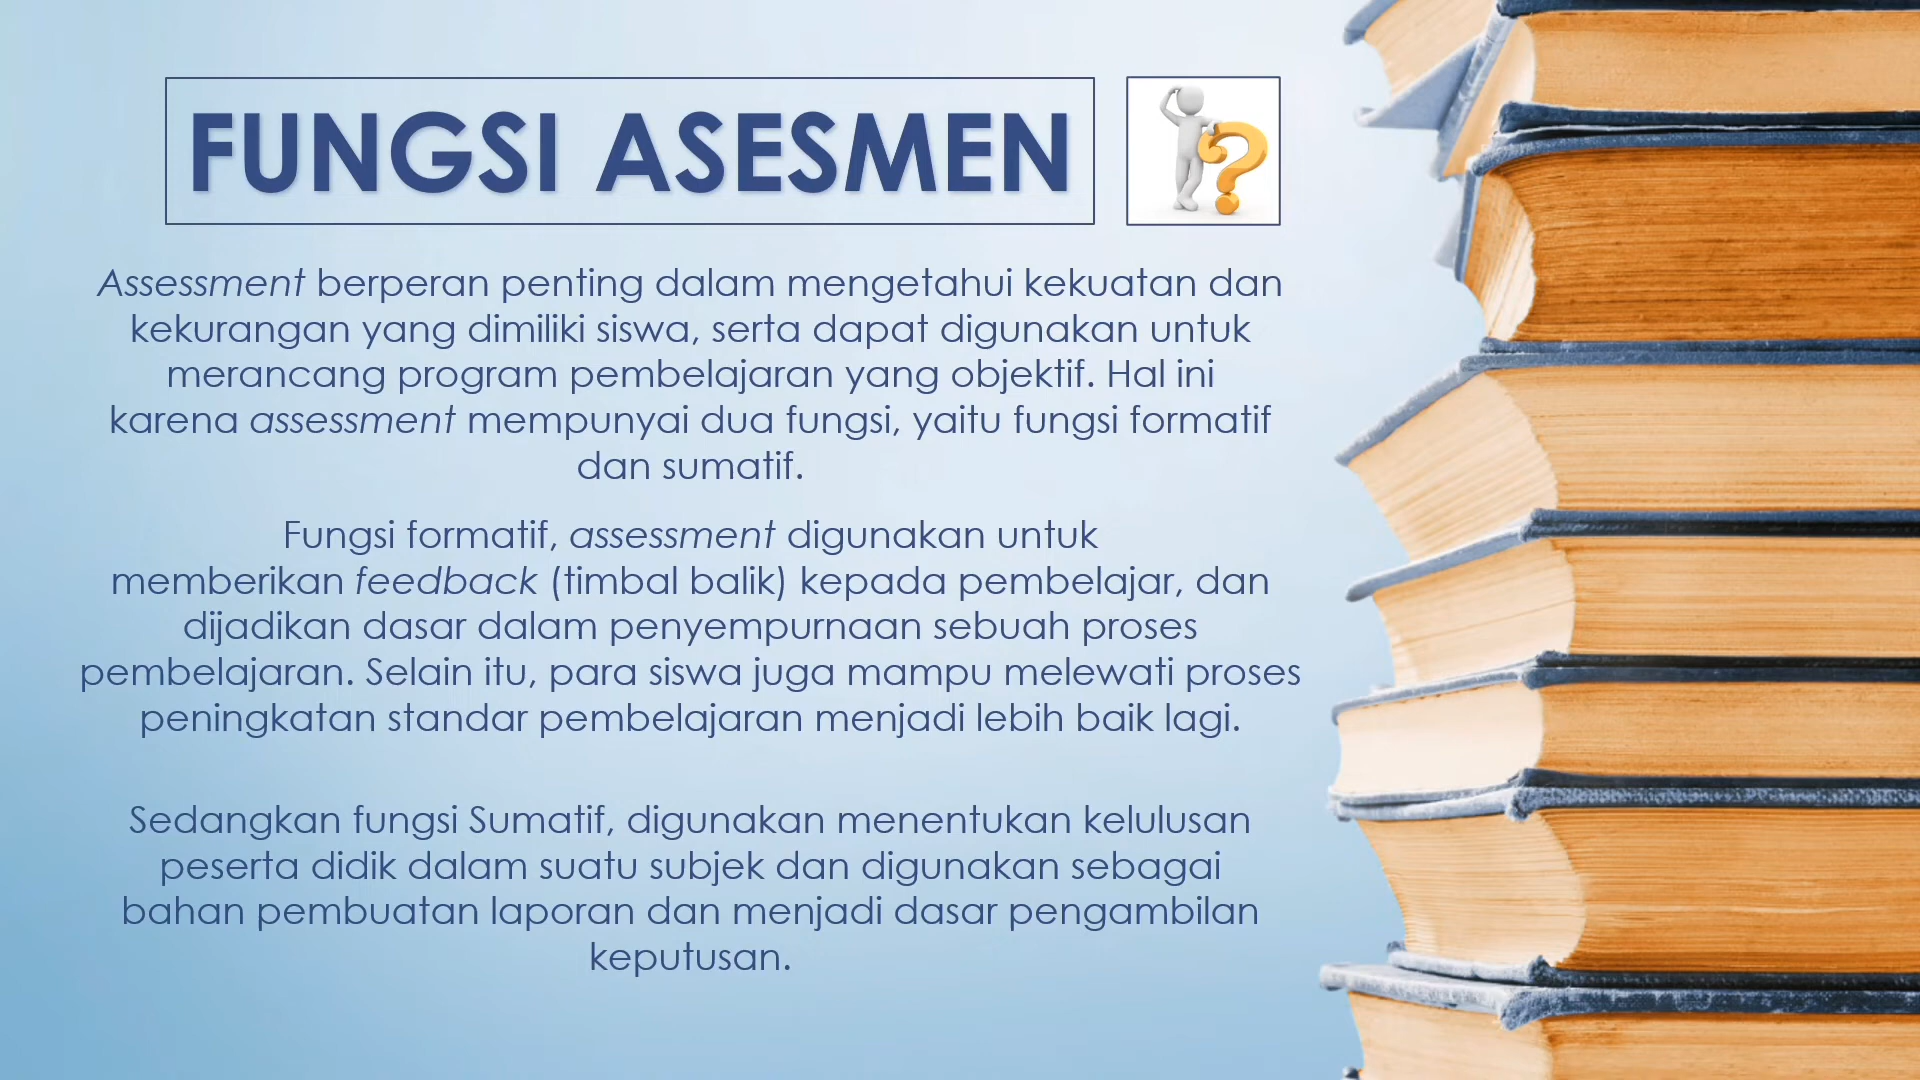 FUNGSI ASESMEN
Assessment berperan penting dalam mengetahui kekuatan dan
kekurangan yang dimiliki siswa, serta dapat digunakan untuk
merancang program pembelajaran yang objektif. Hal ini
karena assessment mempunyai dua fungsi, yaitu fungsi formatif
dan sumatif.
Fungsi formatif, assessment digunakan untuk
memberikan feedback (timbal balik) kepada pembelajar, dan
dijadikan dasar dalam penyempurnaan sebuah proses
pembelajaran. Selain itu, para siswa juga mampu melewati proses
peningkatan standar pembelajaran menjadi lebih baik lagi.
Sedangkan fungsi Sumatif, digunakan menentukan kelulusan
peserta didik dalam suatu subjek dan digunakan sebagai
bahan pembuatan laporan dan menjadi dasar pengambilan
keputusan.